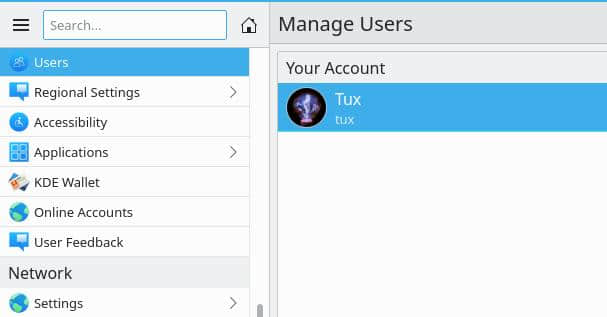 Search...
Users
Regional Settings
Accessibility
Applications
KDE Wallet
Online Accounts
User Feedback
Network
Settings
Manage Users
Your Account
Tux
tux